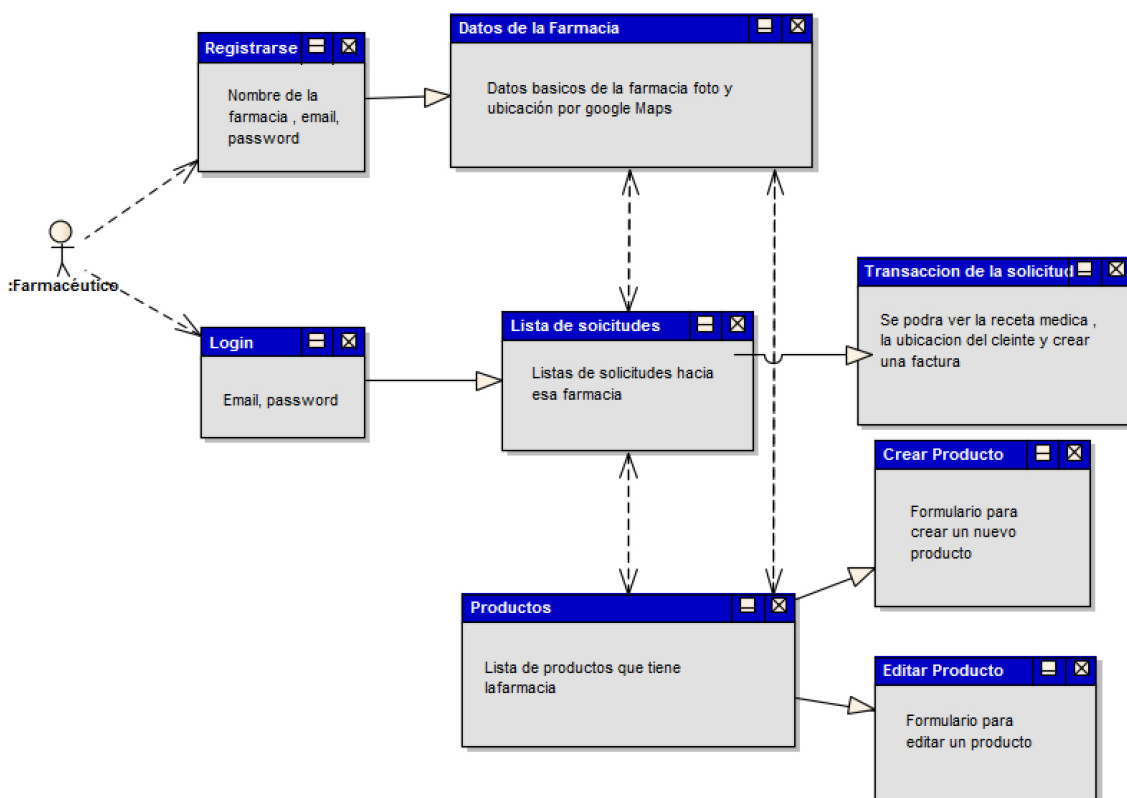 Registrarse
Nombre de la
farmacia , email,
password
Datos de la Farmacia
Datos basicos de la farmacia foto y
ubicación por google Maps
:Farmacéutico
Login
Email, password
Lista de soicitudes
Listas de solicitudes hacia
esa farmacia
Transaccion de la solicitud
Se podra ver la receta medica ,
la ubicacion del cleinte y crear
una factura
Crear Producto
Formulario para
crear un nuevo
producto
Productos
Lista de productos que tiene
lafarmacia
Editar Producto
Formulario para
editar un producto